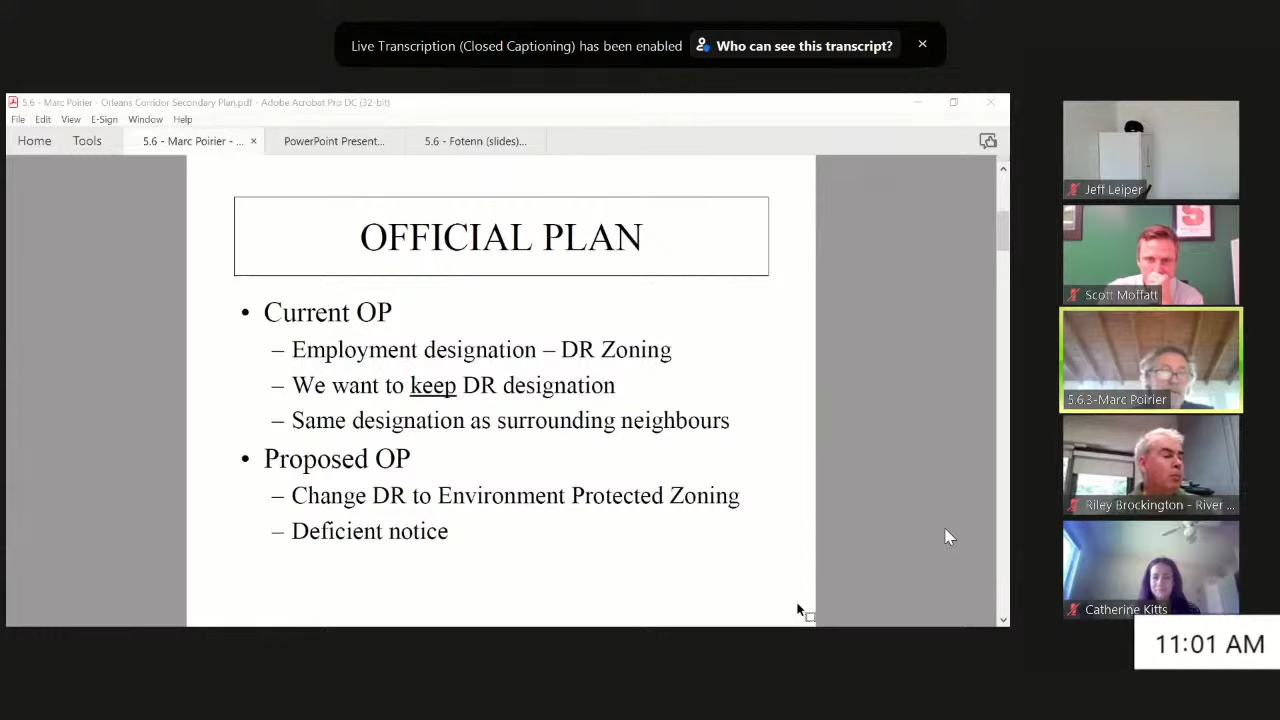 Live Transcription (Closed Captioning) has been enabled Who can see this transcript?
5.6 - Marc Poirier - Orleans Corridor Secondary Plan.pdf - Adobe Acrobat Pro DC (32-bit)
File Edit View E-Sign Window Help
Home Tools 5.6 - Marc Poirier - ... PowerPoint Present... 5.6 - Fotenn (slides)...
OFFICIAL PLAN
• Current OP
– Employment designation – DR Zoning
– We want to keep DR designation
– Same designation as surrounding neighbours
• Proposed OP
– Change DR to Environment Protected Zoning
– Deficient notice
Jeff Leiper
Scott Moffatt
5.6.3-Marc Poirier
Riley Brockington - River ...
Catherine Kitts
11:01 AM